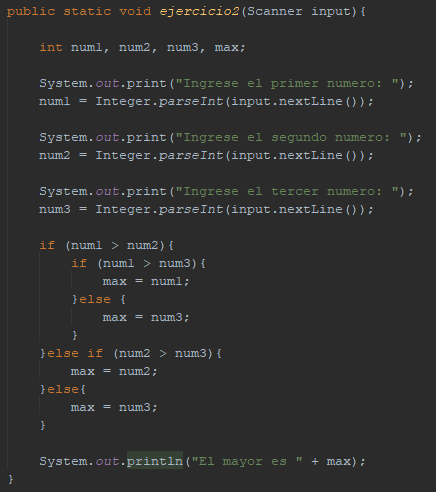 public static void ejercicio2(Scanner input){
int num1, num2, num3, max;
System.out.print("Ingrese el primer numero: ");
num1 = Integer.parseInt(input.nextLine());
System.out.print("Ingrese el segundo numero: ");
num2 = Integer.parseInt(input.nextLine());
System.out.print("Ingrese el tercer numero: ");
num3 = Integer.parseInt(input.nextLine());
if (num1 > num2){
if (num1 > num3){
max = num1;
}else {
max = num3;
}
}else if (num2 > num3){
max = num2;
}else{
max = num3;
}
System.out.println("El mayor es " + max);
}